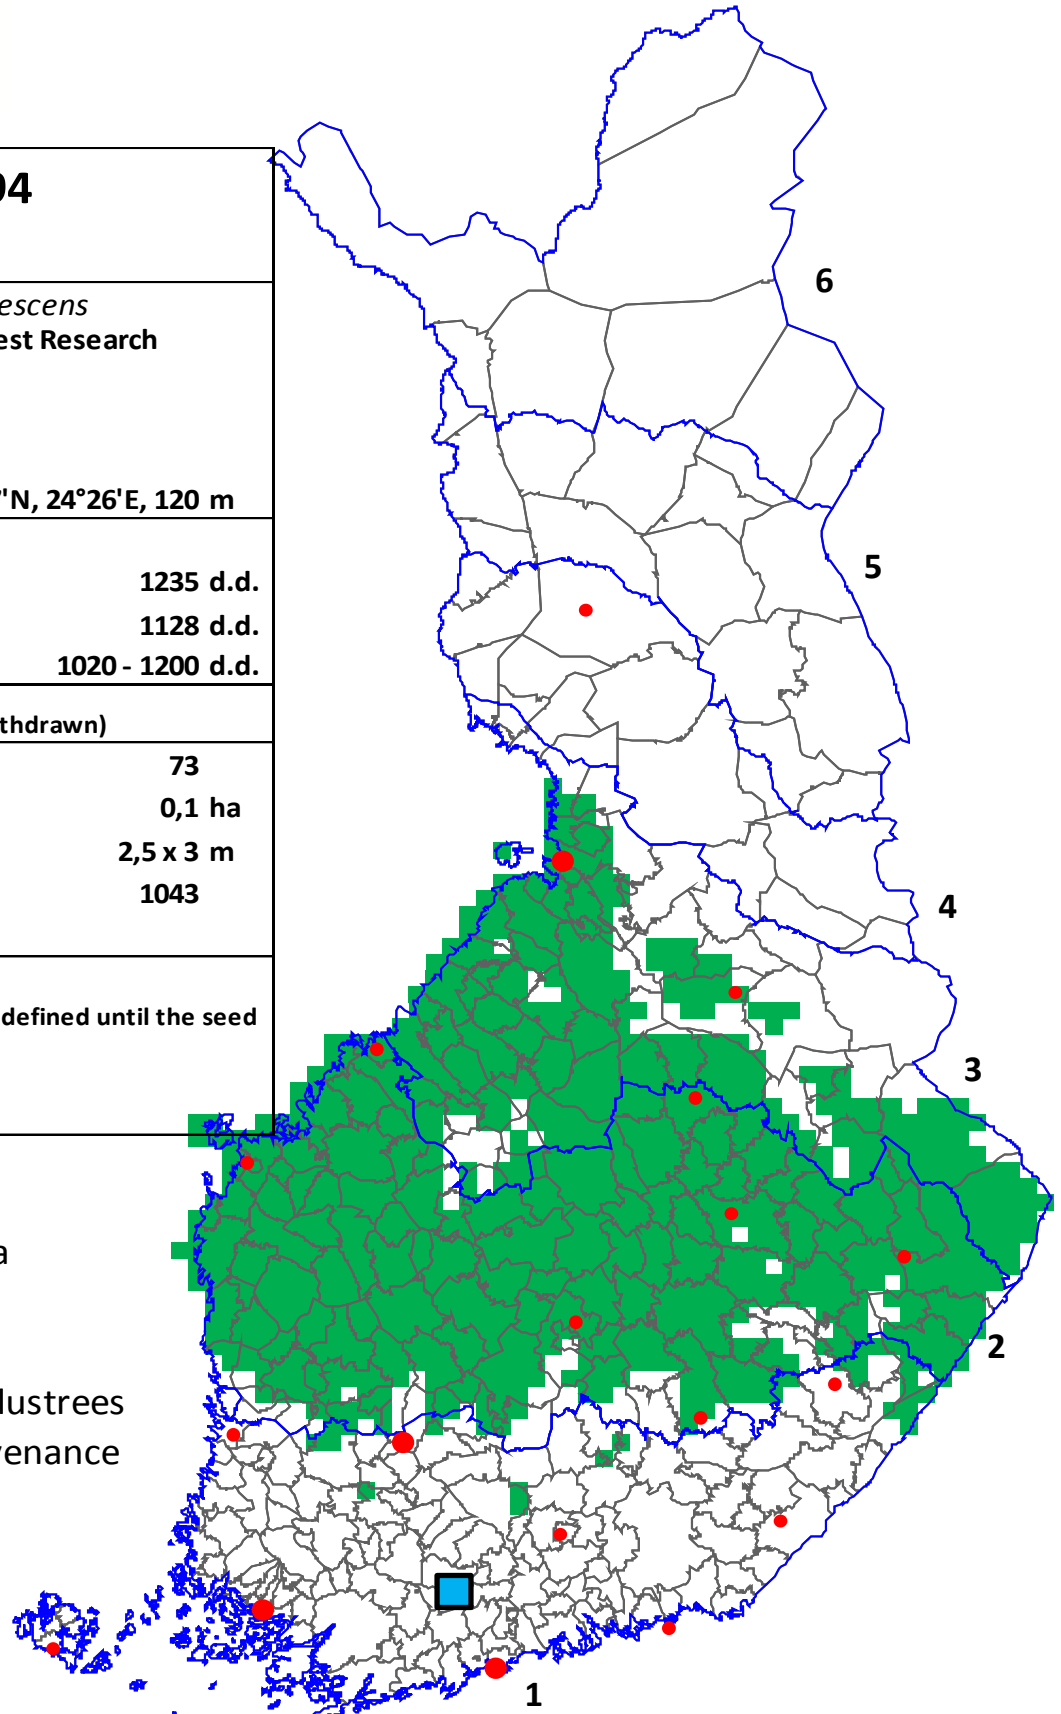 04
escens
est Research
'N, 24°26'E, 120 m
1235 d.d.
1128 d.d.
1020 - 1200 d.d.
thdrawn)
73
0,1 ha
2,5 x 3 m
1043
defined until the seed
a
lustrees
venance
6
5
4
3
2
1